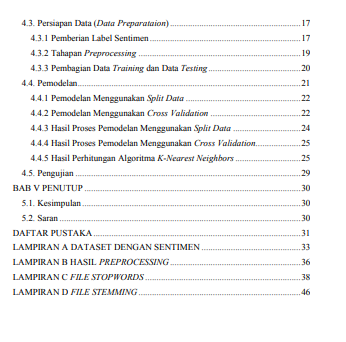 4.3. Persiapan Data (Data Preparataion) 17
4.3.1 Pemberian Label Sentimen 17
4.3.2 Tahapan Preprocessing 19
4.3.3 Pembagian Data Training dan Data Testing 20
4.4. Pemodelan 21
4.4.1 Pemodelan Menggunakan Split Data 22
4.4.2 Pemodelan Menggunakan Cross Validation 22
4.4.3 Hasil Proses Pemodelan Menggunakan Split Data 24
4.4.4 Hasil Proses Pemodelan Menggunakan Cross Validation 25
4.4.5 Hasil Perhitungan Algoritma K-Nearest Neighbors 25
4.5. Pengujian 29
BAB V PENUTUP 30
5.1. Kesimpulan 30
5.2. Saran 30
DAFTAR PUSTAKA 31
LAMPIRAN A DATASET DENGAN SENTIMEN 33
LAMPIRAN B HASIL PREPROCESSING 36
LAMPIRAN C FILE STOPWORDS 38
LAMPIRAN D FILE STEMMING 46